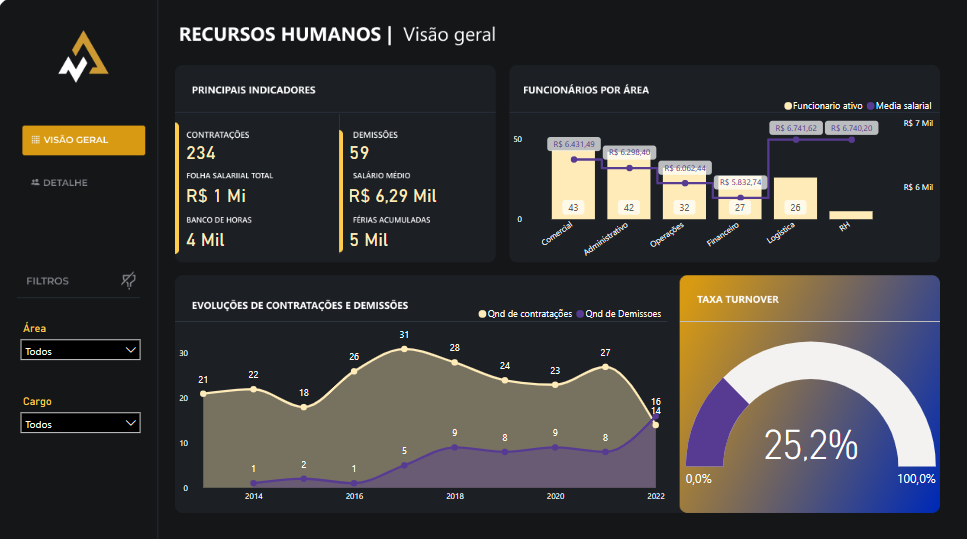 RECURSOS HUMANOS | Visão geral
VISÃO GERAL
DETALHE
FILTROS
Área
Todos
Cargo
Todos
PRINCIPAIS INDICADORES
CONTRATAÇÕES
234
FOLHA SALARIIAL TOTAL
R$ 1 Mi
BANCO DE HORAS
4 Mil
DEMISSÕES
59
SALÁRIO MÉDIO
R$ 6,29 Mil
FÉRIAS ACUMULADAS
5 Mil
FUNCIONÁRIOS POR ÁREA
Funcionario ativo Media salarial
50
0
R$ 7 Mil
R$ 6 Mil
R$ 6.431,49
R$ 6.298,40
R$ 6.062,44
R$ 5.832,74
R$ 6.741,62
R$ 6.740,20
43 42 32 27 26
Comercial
Administrativo
Operações
Financeiro
Logística
RH
EVOLUÇÕES DE CONTRATAÇÕES E DEMISSÕES
Qnd de contratações Qnd de Demissoes
30
20
10
0
21 22 18 26 31 28 24 23 27 14
1 2 1 5 9 8 9 8 16
2014 2016 2018 2020 2022
TAXA TURNOVER
25,2%
0,0% 100,0%